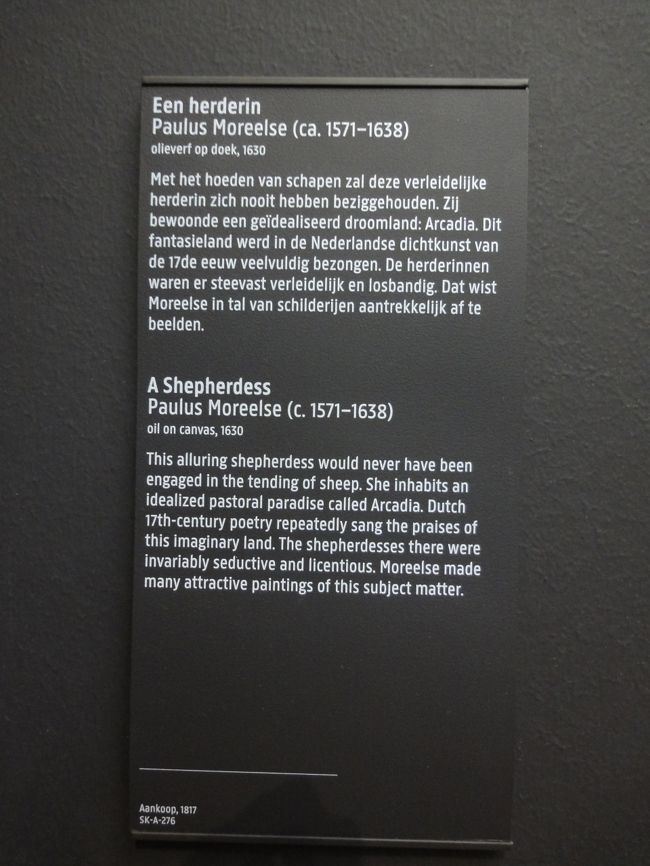 Een herderin
Paulus Moreelse (ca. 1571–1638)
olieverf op doek, 1630
Met het hoeden van schapen zal deze verleidelijke
herderin zich nooit hebben beziggehouden. Zij
bewoonde een geïdealiseerd droomland: Arcadia. Dit
fantasieland werd in de Nederlandse dichtkunst van
de 17de eeuw veelvuldig bezongen. De herderinnen
waren er steevast verleidelijk en losbandig. Dat wist
Moreelse in tal van schilderijen aantrekkelijk af te
beelden.
A Shepherdess
Paulus Moreelse (c. 1571–1638)
oil on canvas, 1630
This alluring shepherdess would never have been
engaged in the tending of sheep. She inhabits an
idealized pastoral paradise called Arcadia. Dutch
17th-century poetry repeatedly sang the praises of
this imaginary land. The shepherdesses there were
invariably seductive and licentious. Moreelse made
many attractive paintings of this subject matter.
Aankoop, 1817
SK-A-276